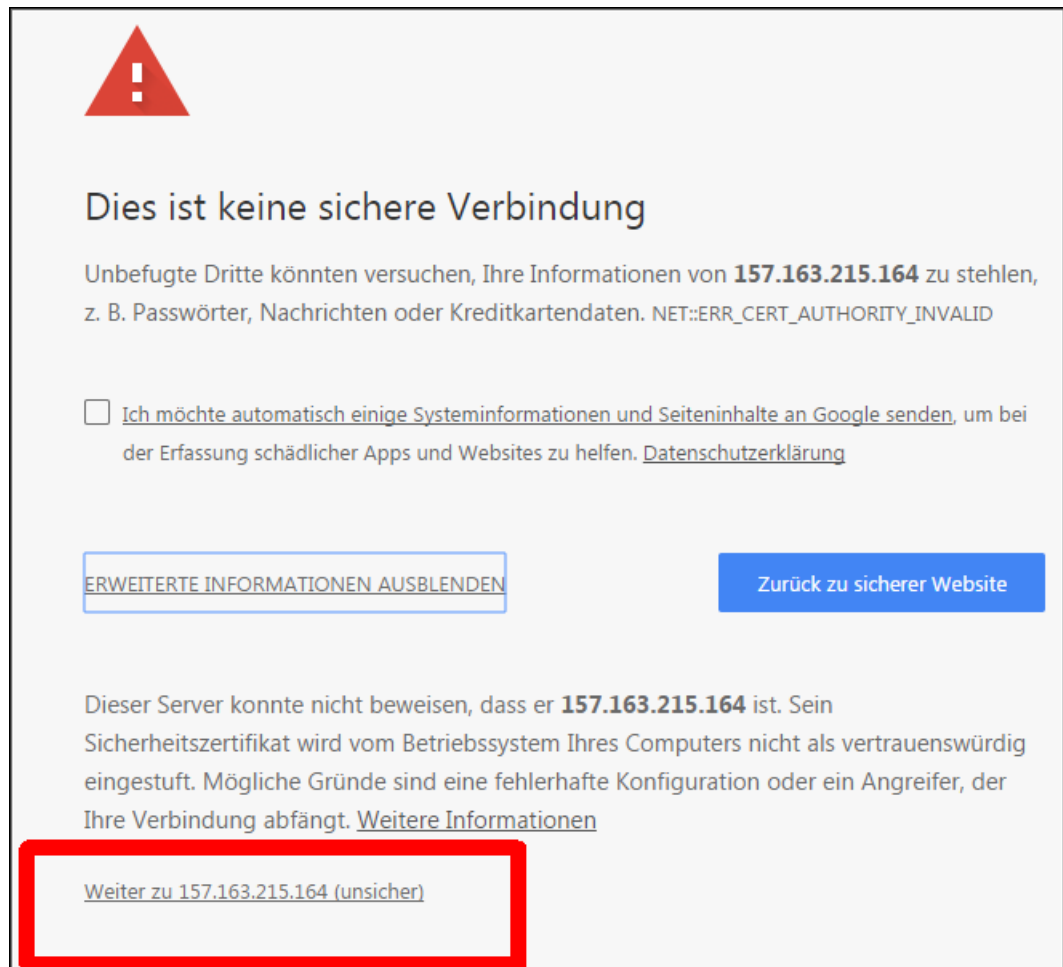 Dies ist keine sichere Verbindung
Unbefugte Dritte könnten versuchen, Ihre Informationen von 157.163.215.164 zu stehlen,
z. B. Passwörter, Nachrichten oder Kreditkartendaten. NET::ERR_CERT_AUTHORITY_INVALID
Ich möchte automatisch einige Systeminformationen und Seiteninhalte an Google senden, um bei
der Erfassung schädlicher Apps und Websites zu helfen. Datenschutzerklärung
ERWEITERTE INFORMATIONEN AUSBLENDEN
Zurück zu sicherer Website
Dieser Server konnte nicht beweisen, dass er 157.163.215.164 ist. Sein
Sicherheitszertifikat wird vom Betriebssystem Ihres Computers nicht als vertrauenswürdig
eingestuft. Mögliche Gründe sind eine fehlerhafte Konfiguration oder ein Angreifer, der
Ihre Verbindung abfängt. Weitere Informationen
Weiter zu 157.163.215.164 (unsicher)